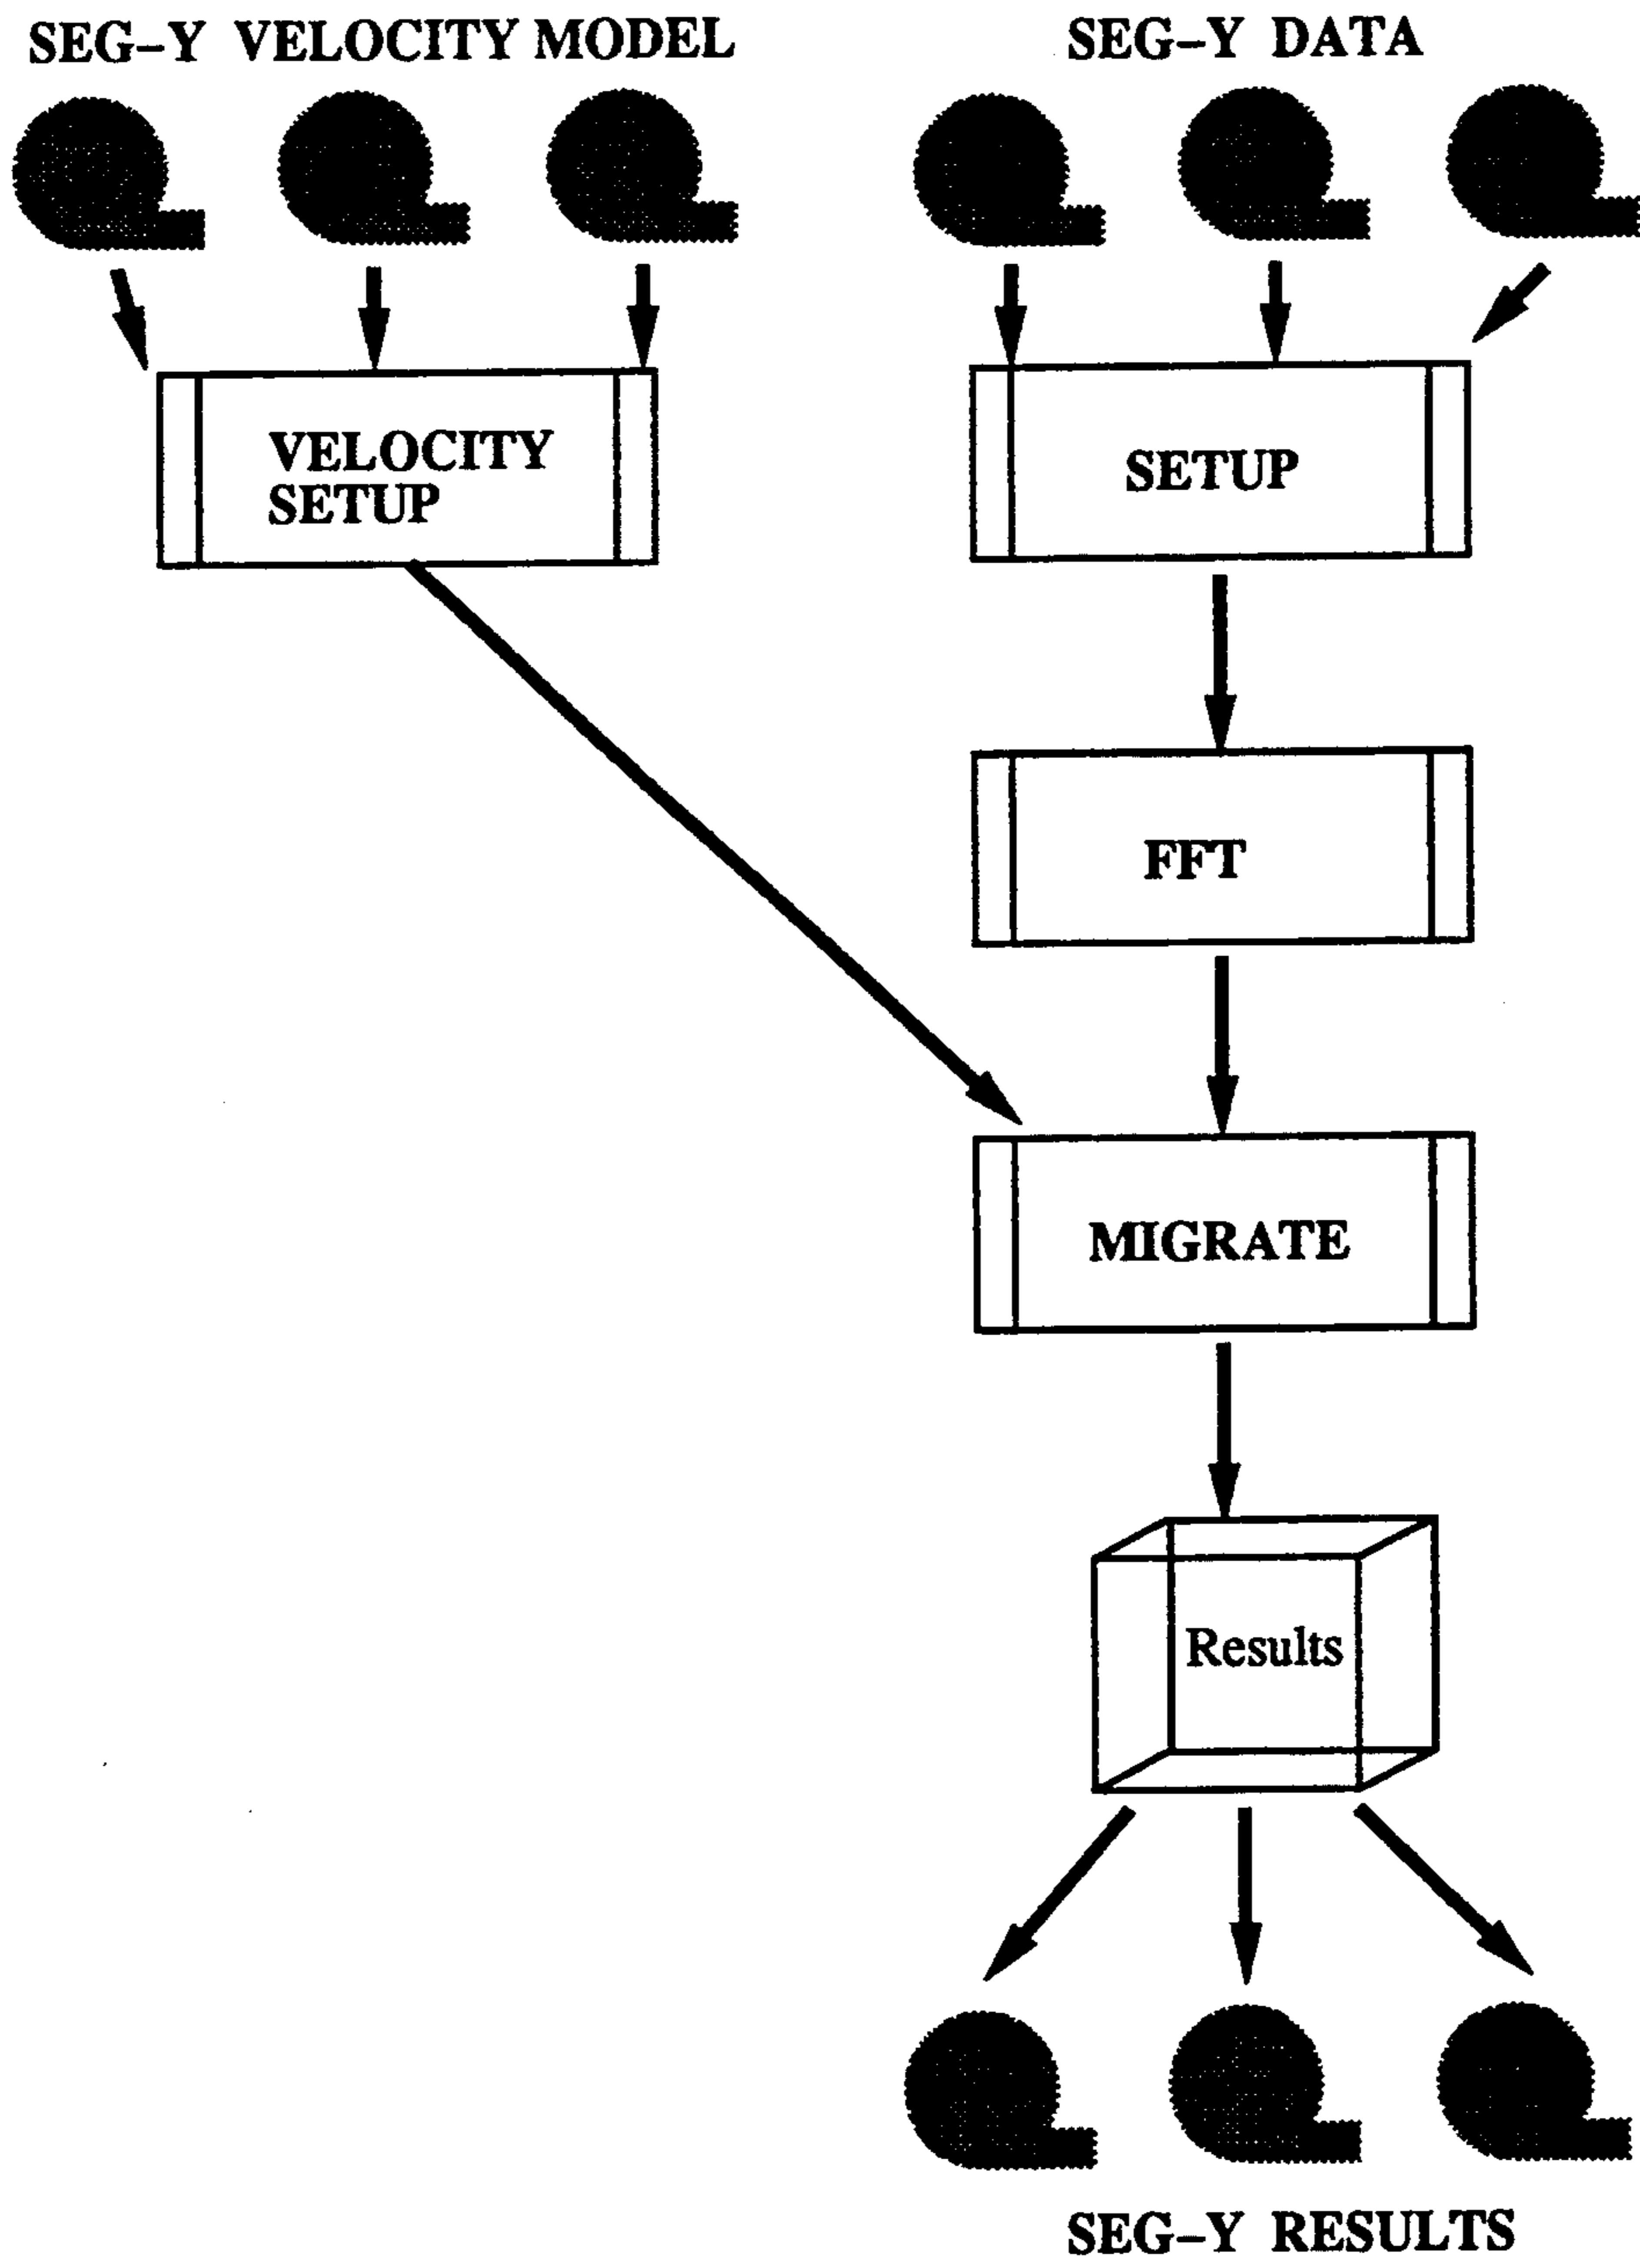 SEG–Y VELOCITY MODEL
SEG–Y DATA
VELOCITY
SETUP
SETUP
FFT
MIGRATE
Results
SEG–Y RESULTS